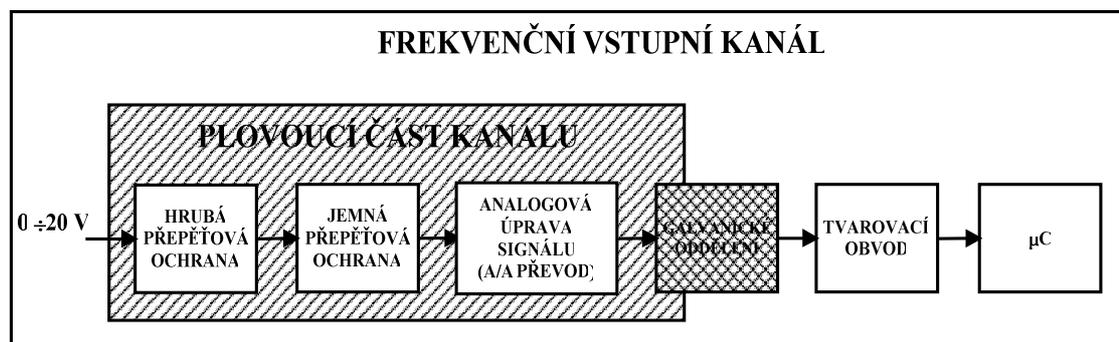 FREKVENČNÍ VSTUPNÍ KANÁL
PLOVOUCÍ ČÁST KANÁLU
0 ÷20 V
HRUBÁ
PŘEPĚŤOVÁ
OCHRANA
JEMNÁ
PŘEPĚŤOVÁ
OCHRANA
ANALOGOVÁ
ÚPRAVA
SIGNÁLU
(A/A PŘEVOD)
GALVANICKÉ
ODDĚLENÍ
TVAROVACÍ
OBVOD
µC